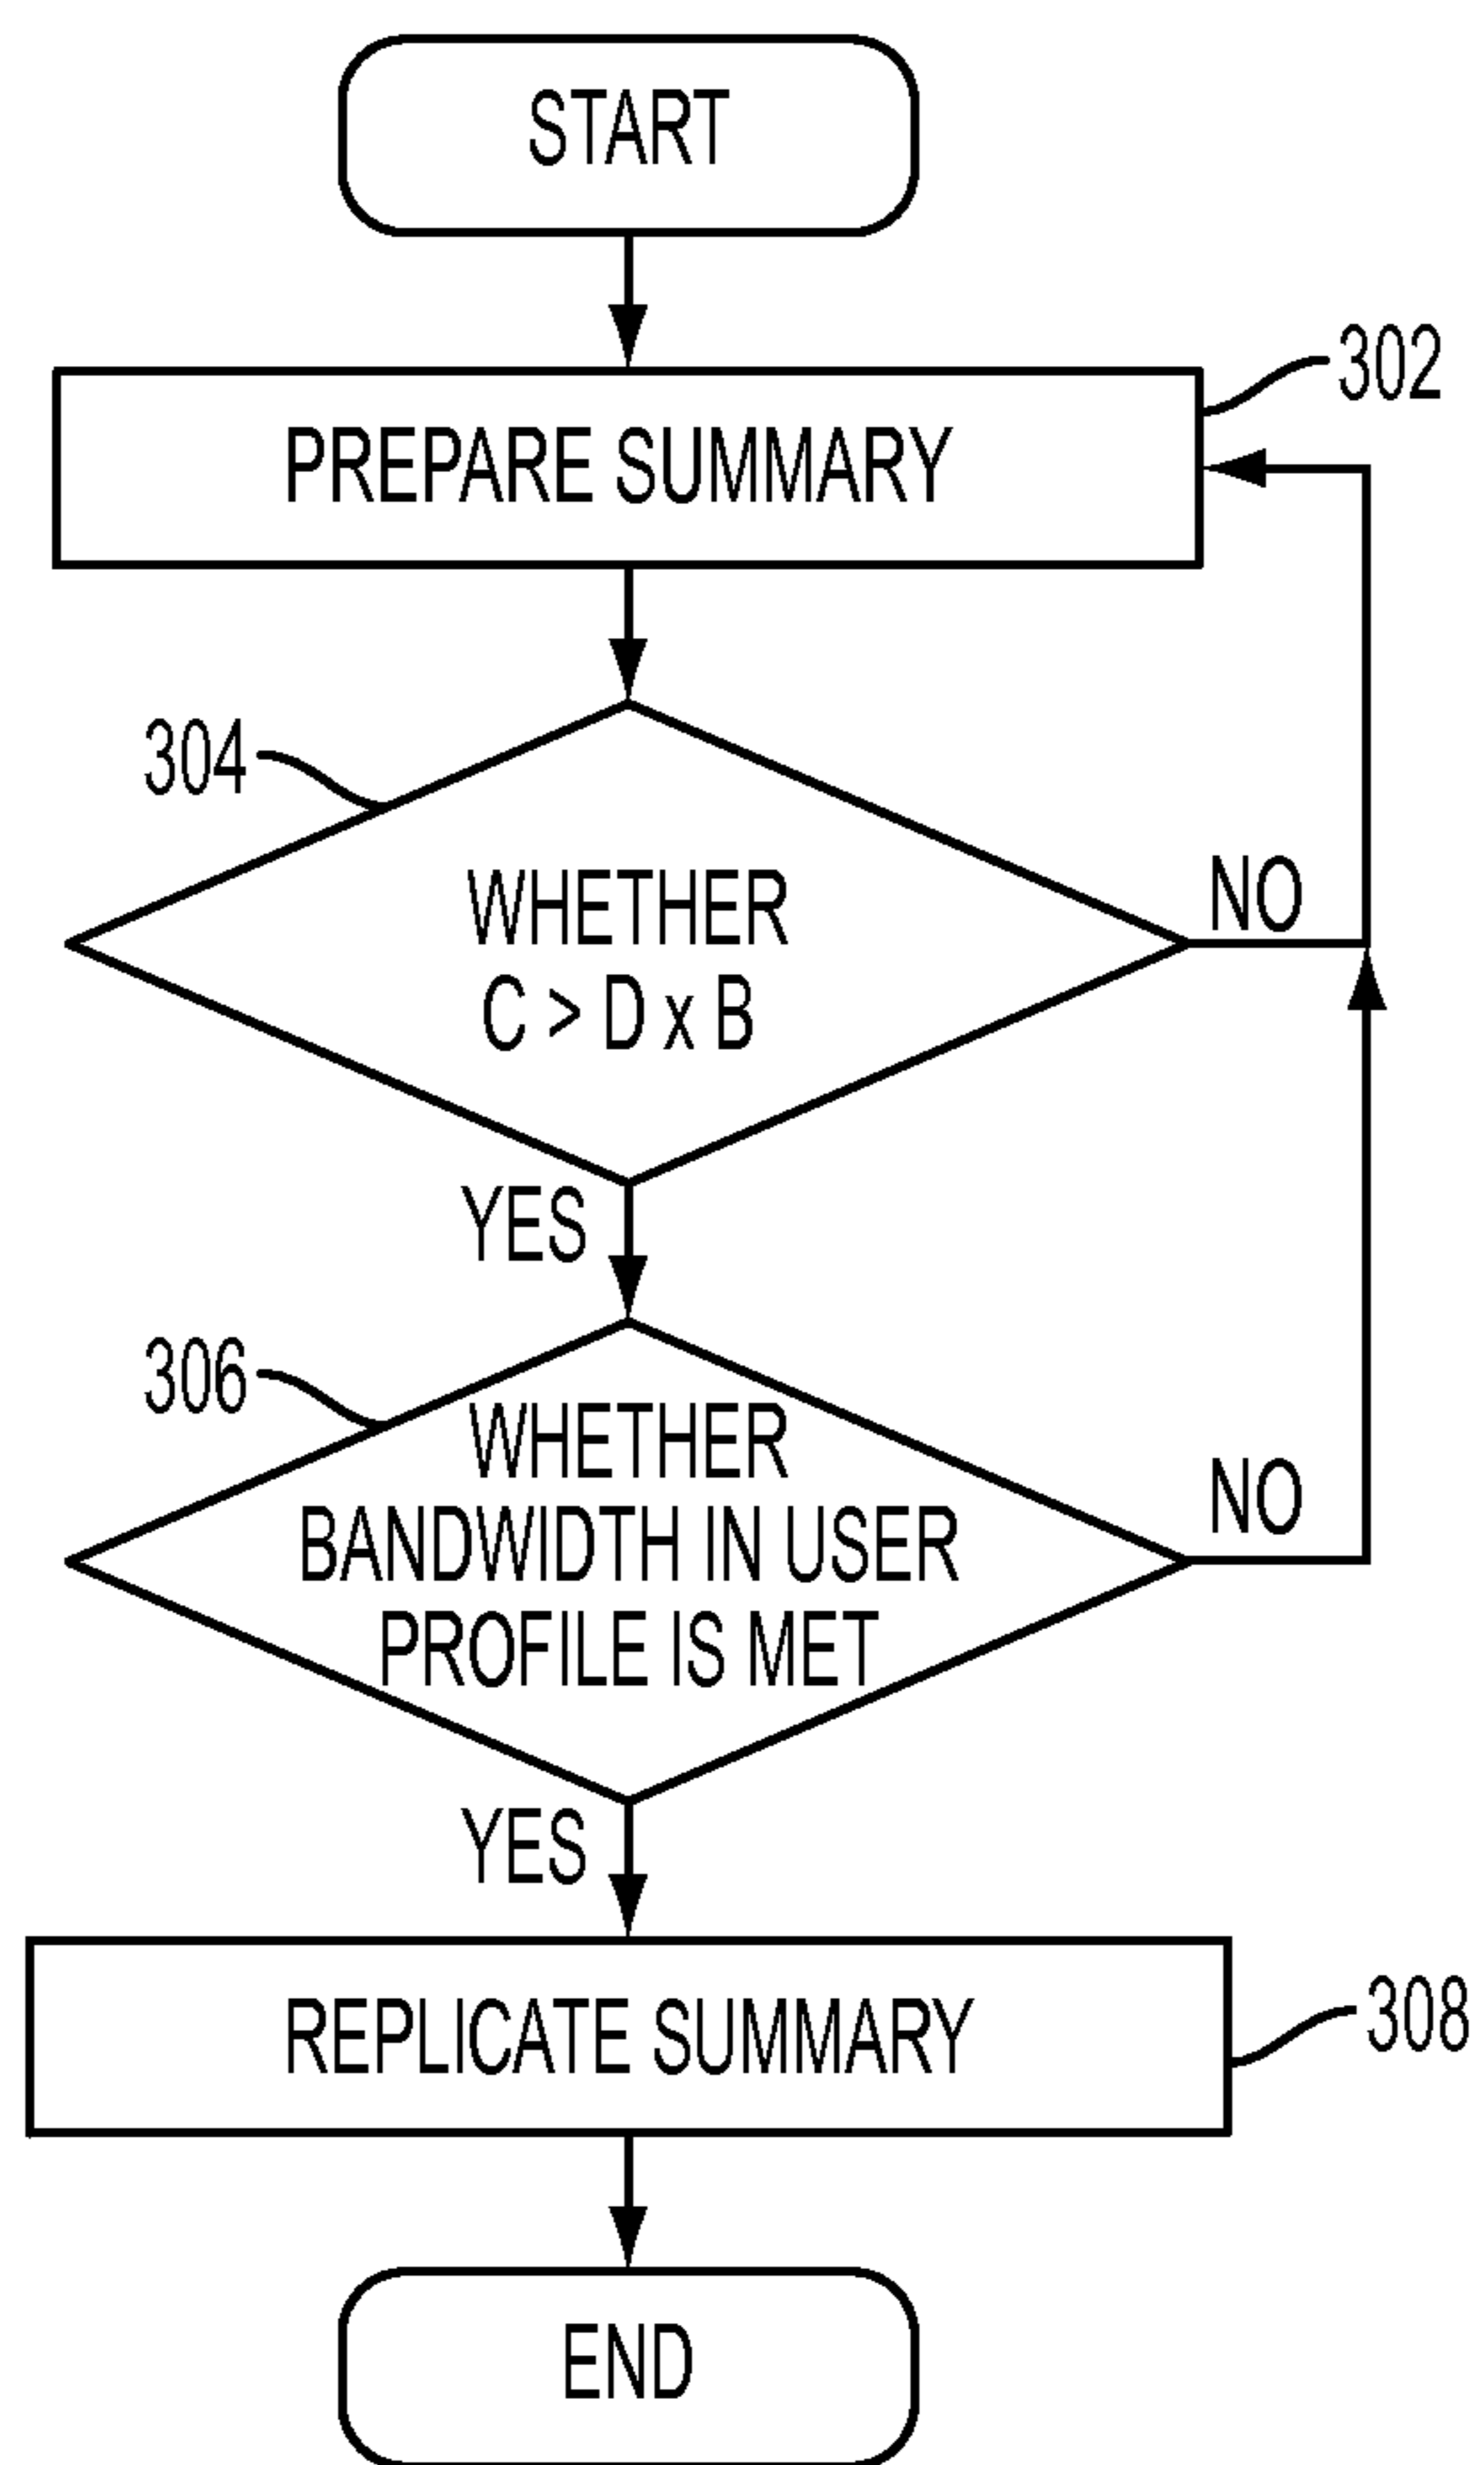 START
302
PREPARE SUMMARY
304
WHETHER
C > D x B
NO
YES
306
WHETHER
BANDWIDTH IN USER
PROFILE IS MET
NO
YES
REPLICATE SUMMARY
308
END